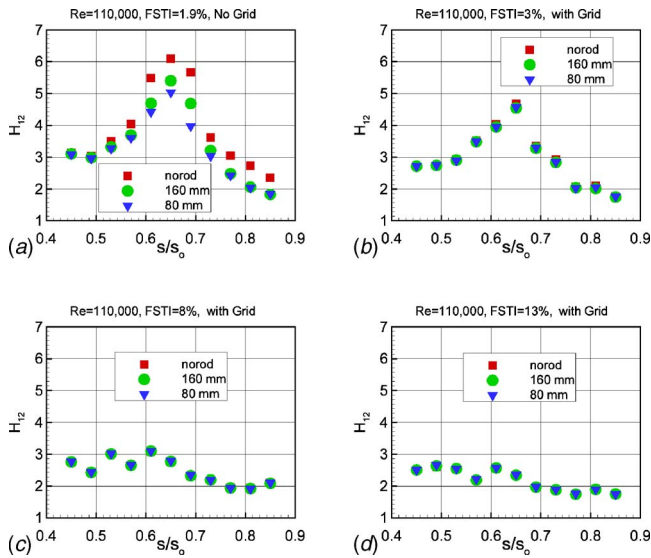 Re=110,000, FSTI=1.9%, No Grid
7
6
5
4
3
2
1
H12
norod
160 mm
80 mm
0.4 0.5 0.6 0.7 0.8 0.9
s/so
(a)
Re=110,000, FSTI=3%, with Grid
7
6
5
4
3
2
1
H12
norod
160 mm
80 mm
0.4 0.5 0.6 0.7 0.8 0.9
s/so
(b)
Re=110,000, FSTI=8%, with Grid
7
6
5
4
3
2
1
H12
norod
160 mm
80 mm
0.4 0.5 0.6 0.7 0.8 0.9
s/so
(c)
Re=110,000, FSTI=13%, with Grid
7
6
5
4
3
2
1
H12
norod
160 mm
80 mm
0.4 0.5 0.6 0.7 0.8 0.9
s/so
(d)